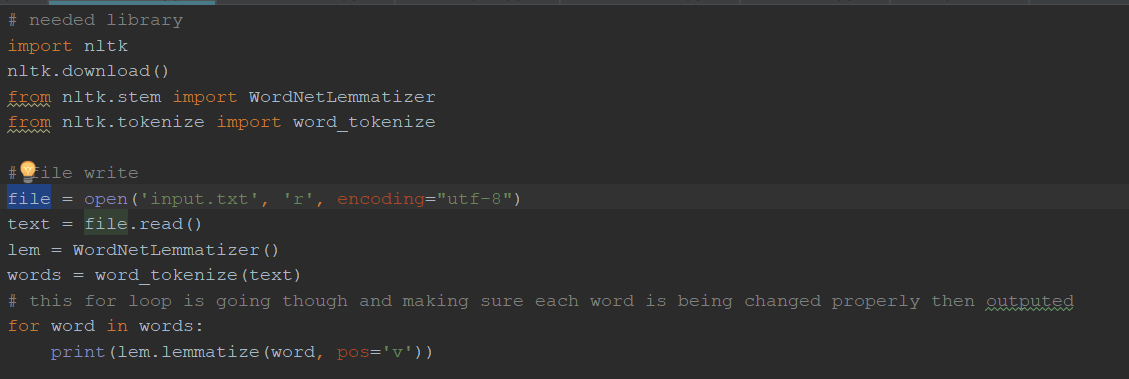 # needed library
import nltk
nltk.download()
from nltk.stem import WordNetLemmatizer
from nltk.tokenize import word_tokenize
# file write
file = open('input.txt', 'r', encoding="utf-8")
text = file.read()
lem = WordNetLemmatizer()
words = word_tokenize(text)
# this for loop is going though and making sure each word is being changed properly then outputed
for word in words:
    print(lem.lemmatize(word, pos='v'))